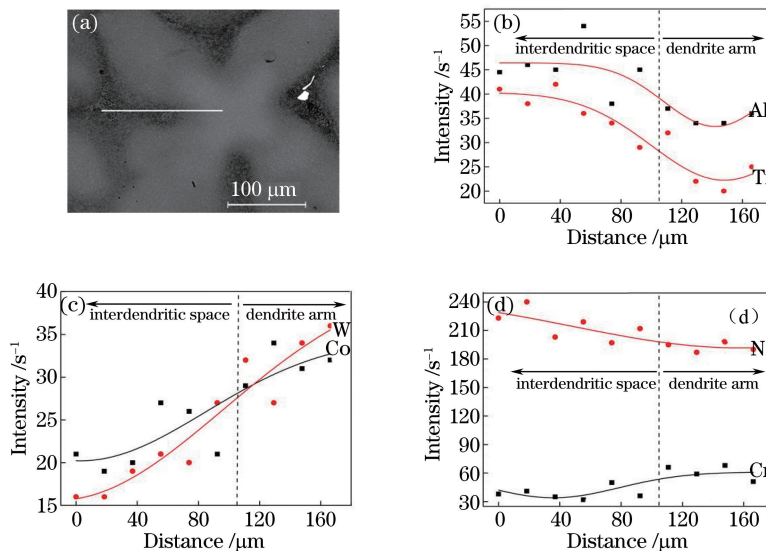 (a)
100 μm
(b)
interdendritic space
dendrite arm
Intensity /s⁻¹
55
50
45
40
35
30
25
20
Al
0
40
80
120
160
Distance /μm
(c)
interdendritic space
dendrite arm
Intensity /s⁻¹
40
35
30
25
20
15
W
Co
0
40
80
120
160
Distance /μm
(d)
(d)
interdendritic space
dendrite arm
Intensity /s⁻¹
240
210
180
150
120
90
60
30
N
0
40
80
120
160
Distance /μm